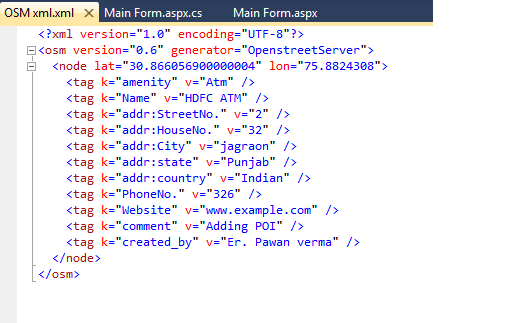 OSM xml.xml × Main Form.aspx.cs Main Form.aspx
<?xml version="1.0" encoding="UTF-8"?>
<osm version="0.6" generator="OpenstreetServer">
<node lat="30.866056900000004" lon="75.8824308">
<tag k="amenity" v="Atm" />
<tag k="Name" v="HDFC ATM" />
<tag k="addr:StreetNo." v="2" />
<tag k="addr:HouseNo." v="32" />
<tag k="addr:City" v="jagraon" />
<tag k="addr:state" v="Punjab" />
<tag k="addr:country" v="Indian" />
<tag k="PhoneNo." v="326" />
<tag k="Website" v="www.example.com" />
<tag k="comment" v="Adding POI" />
<tag k="created_by" v="Er. Pawan verma" />
</node>
</osm>